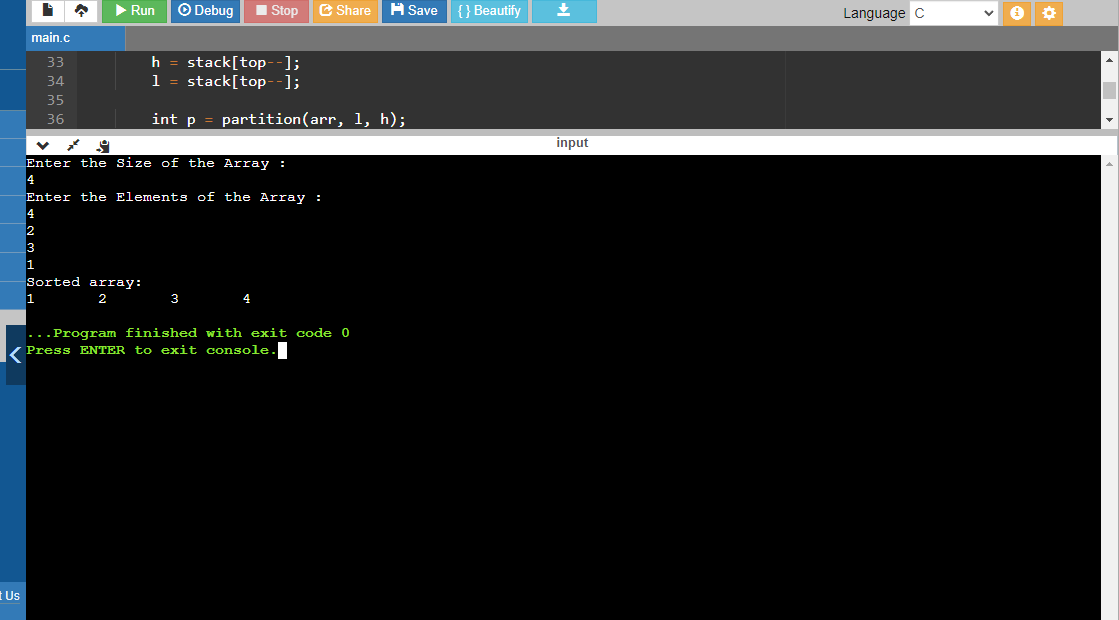 Run Debug Stop Share Save { } Beautify Language C
main.c
33 h = stack[top--];
34 l = stack[top--];
35
36 int p = partition(arr, l, h);
input
Enter the Size of the Array :
4
Enter the Elements of the Array :
4
2
3
1
Sorted array:
1 2 3 4
...Program finished with exit code 0
Press ENTER to exit console.
t Us